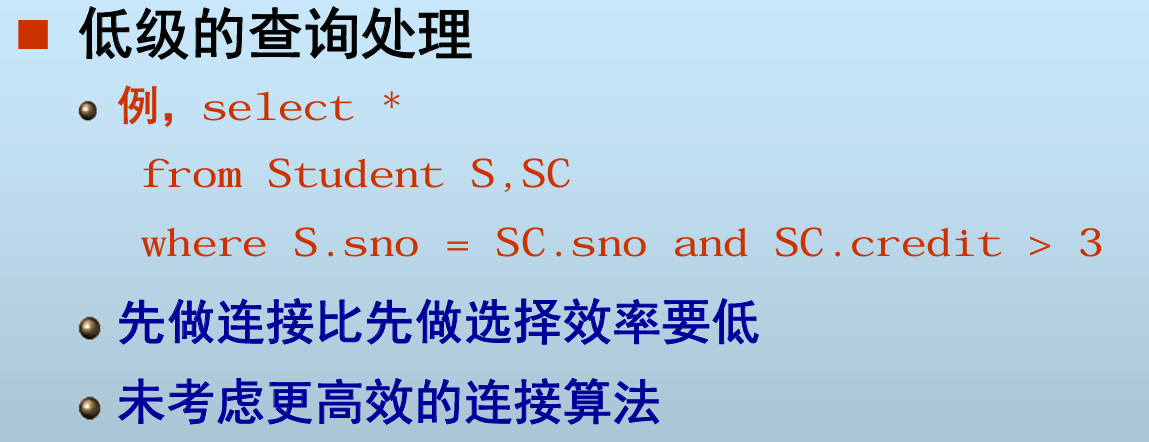 低级的查询处理
例，select *
from Student S,SC
where S.sno = SC.sno and SC.credit > 3
先做连接比先做选择效率要低
未考虑更高效的连接算法